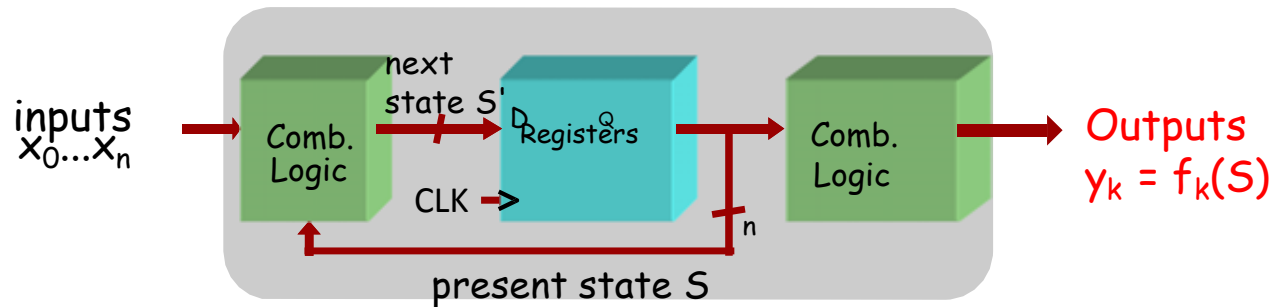 inputs
x₀...xₙ
Comb.
Logic
next
state S'
D
Q
Registers
CLK
n
Comb.
Logic
present state S
Outputs
yₖ = fₖ(S)